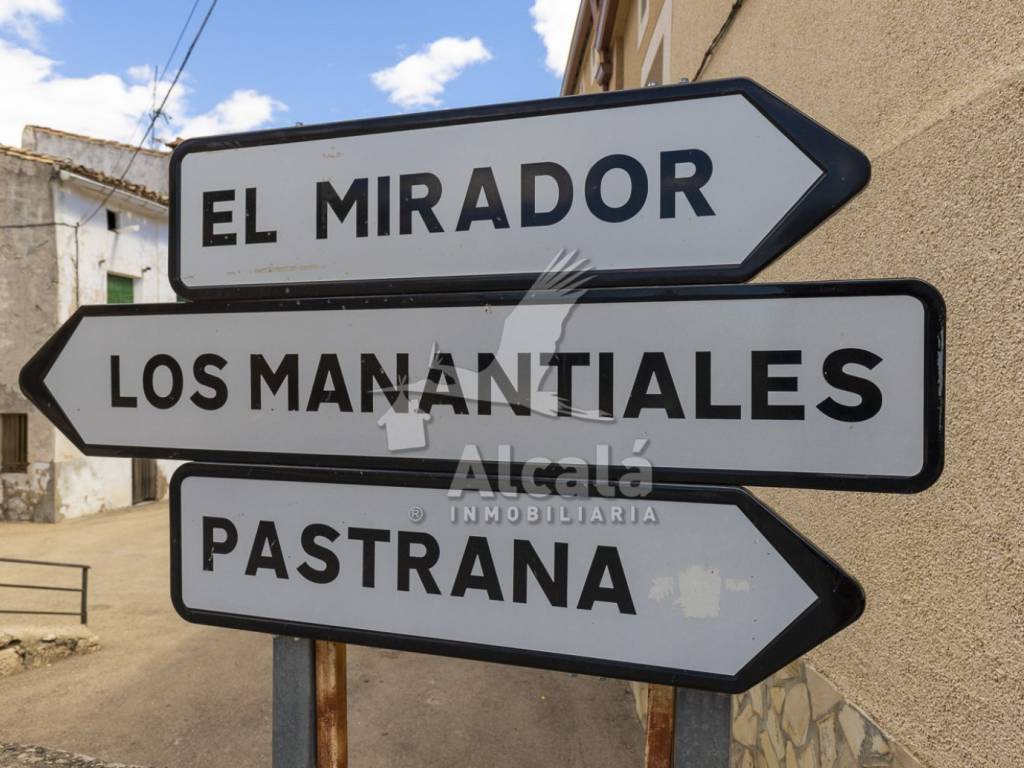 EL MIRADOR
LOS MANANTIALES
Alcalá
® INMOBILIARIA
PASTRANA